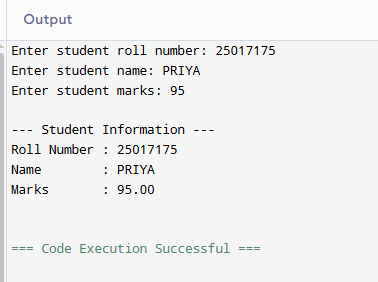 Output
Enter student roll number: 25017175
Enter student name: PRIYA
Enter student marks: 95
--- Student Information ---
Roll Number : 25017175
Name        : PRIYA
Marks       : 95.00
=== Code Execution Successful ===